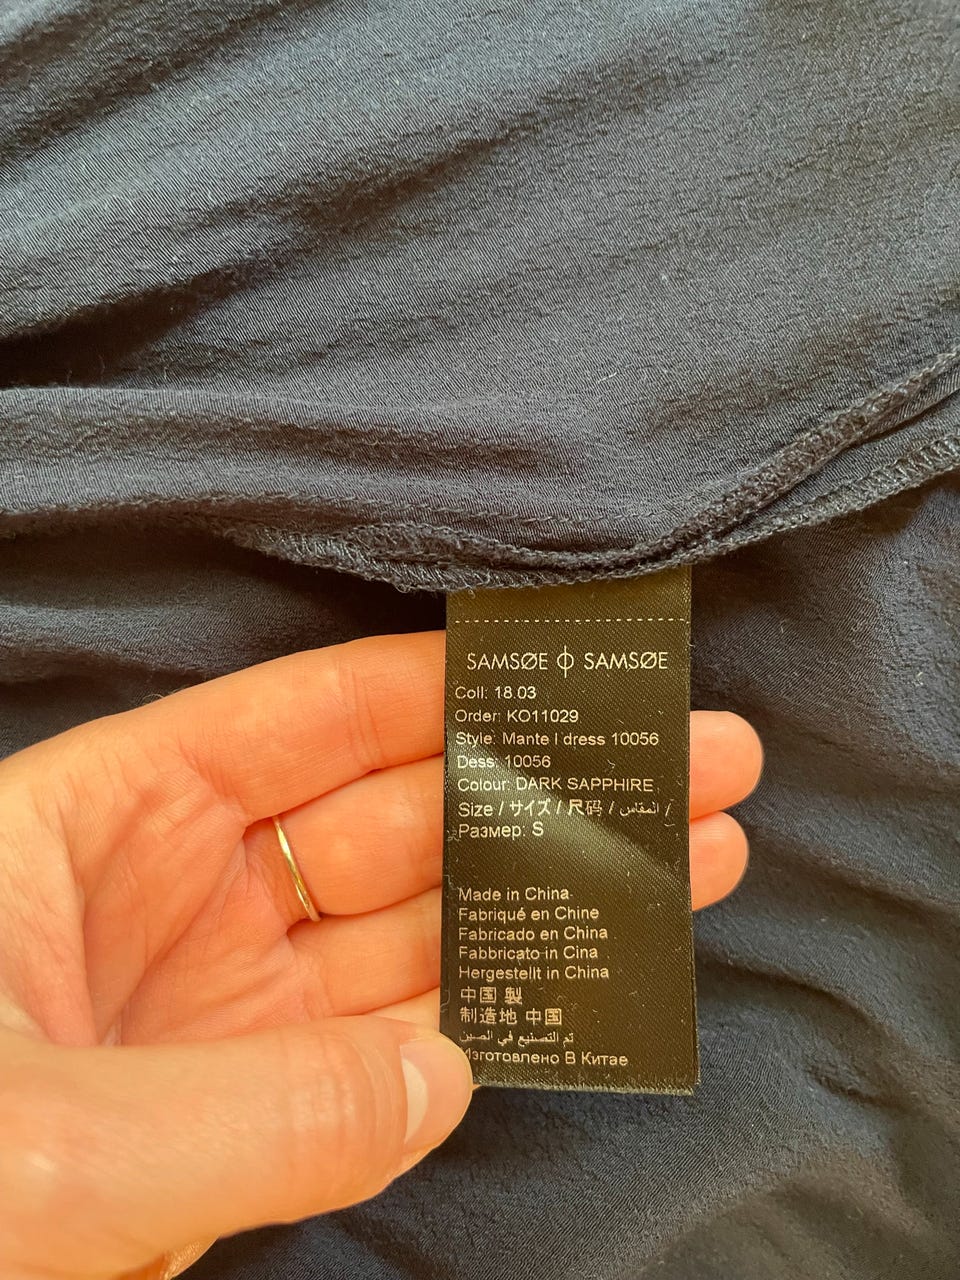 SAMSØE ɸ SAMSØE
Coll: 18.03
Order: KO11029
Style: Mante l dress 10056
Dess: 10056
Colour: DARK SAPPHIRE
Size / サイズ / 尺码 / المقاس /
Размер: S
Made in China
Fabriqué en Chine
Fabricado en China
Fabbricato in Cina
Hergestellt in China
中国 製
制造地 中国
تم التصنيع في الصين
Изготовлено В Китае